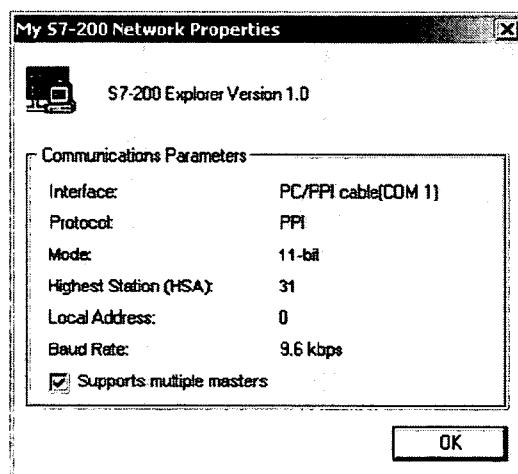 My S7-200 Network Properties
S7-200 Explorer Version 1.0
Communications Parameters
Interface: PC/PPI cable(COM 1)
Protocol: PPI
Mode: 11-bit
Highest Station (HSA): 31
Local Address: 0
Baud Rate: 9.6 kbps
Supports multiple masters
OK